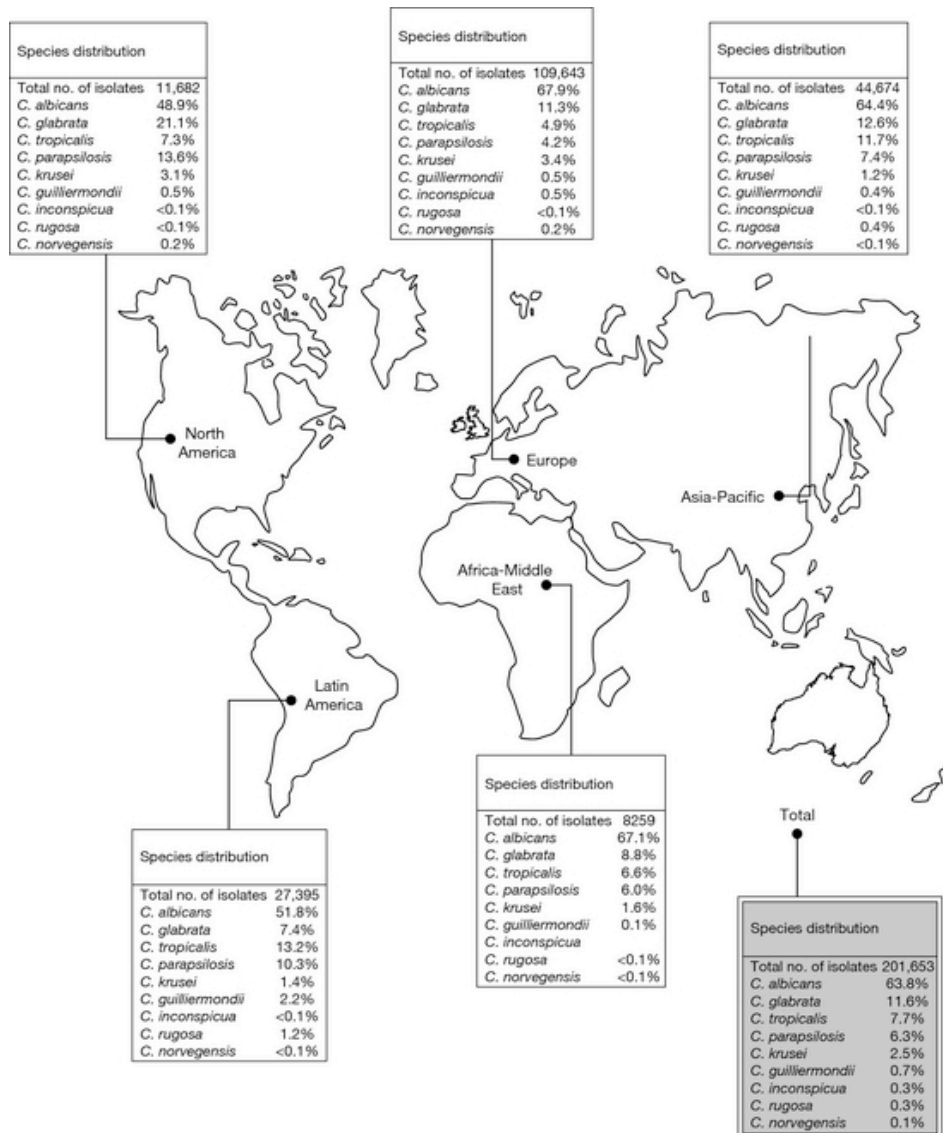 Species distribution
Total no. of isolates 11,682
C. albicans 48.9%
C. glabrata 21.1%
C. tropicalis 7.3%
C. parapsilosis 13.6%
C. krusei 3.1%
C. guilliermondii 0.5%
C. inconspicua <0.1%
C. rugosa <0.1%
C. norvegensis 0.2%
Species distribution
Total no. of isolates 109,643
C. albicans 67.9%
C. glabrata 11.3%
C. tropicalis 4.9%
C. parapsilosis 4.2%
C. krusei 3.4%
C. guilliermondii 0.5%
C. inconspicua 0.5%
C. rugosa <0.1%
C. norvegensis 0.2%
Species distribution
Total no. of isolates 44,674
C. albicans 64.4%
C. glabrata 12.6%
C. tropicalis 11.7%
C. parapsilosis 7.4%
C. krusei 1.2%
C. guilliermondii 0.4%
C. inconspicua <0.1%
C. rugosa 0.4%
C. norvegensis <0.1%
North
America
Europe
Asia-Pacific
Africa-Middle
East
Latin
America
Total
Species distribution
Total no. of isolates 27,395
C. albicans 51.8%
C. glabrata 7.4%
C. tropicalis 13.2%
C. parapsilosis 10.3%
C. krusei 1.4%
C. guilliermondii 2.2%
C. inconspicua <0.1%
C. rugosa 1.2%
C. norvegensis <0.1%
Species distribution
Total no. of isolates 8259
C. albicans 67.1%
C. glabrata 8.8%
C. tropicalis 6.6%
C. parapsilosis 6.0%
C. krusei 1.6%
C. guilliermondii 0.1%
C. inconspicua
C. rugosa <0.1%
C. norvegensis <0.1%
Species distribution
Total no. of isolates 201,653
C. albicans 63.8%
C. glabrata 11.6%
C. tropicalis 7.7%
C. parapsilosis 6.3%
C. krusei 2.5%
C. guilliermondii 0.7%
C. inconspicua 0.3%
C. rugosa 0.3%
C. norvegensis 0.1%